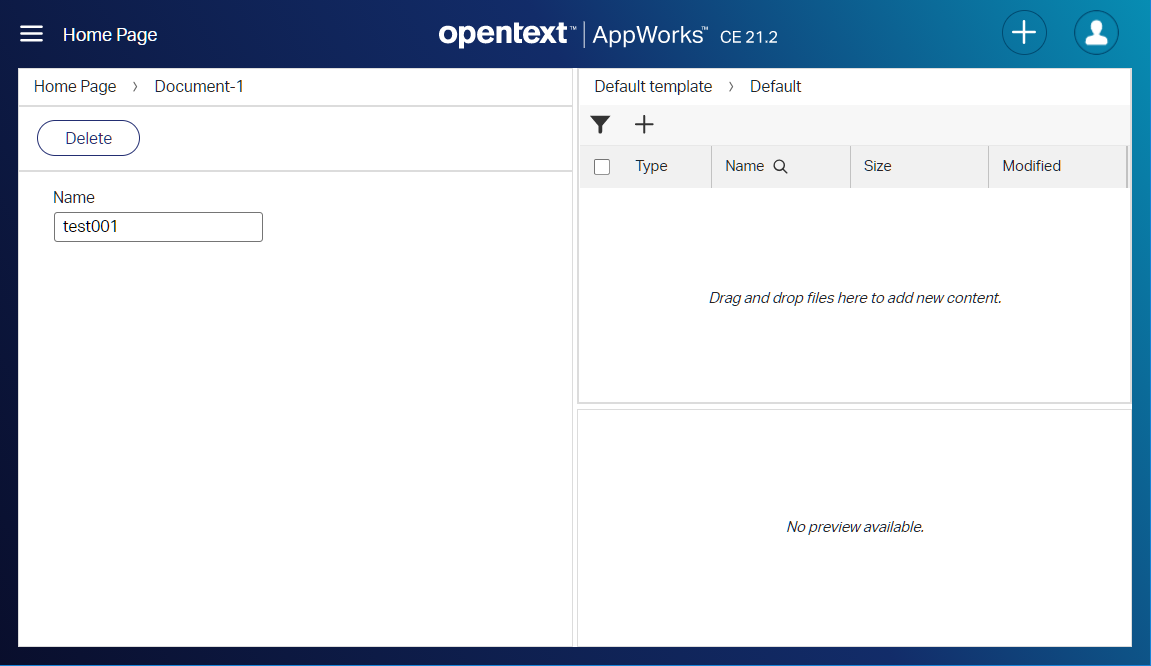 Home Page
opentext™ | AppWorks™ CE 21.2
Home Page › Document-1
Delete
Name
test001
Default template › Default
Type Name Size Modified
Drag and drop files here to add new content.
No preview available.